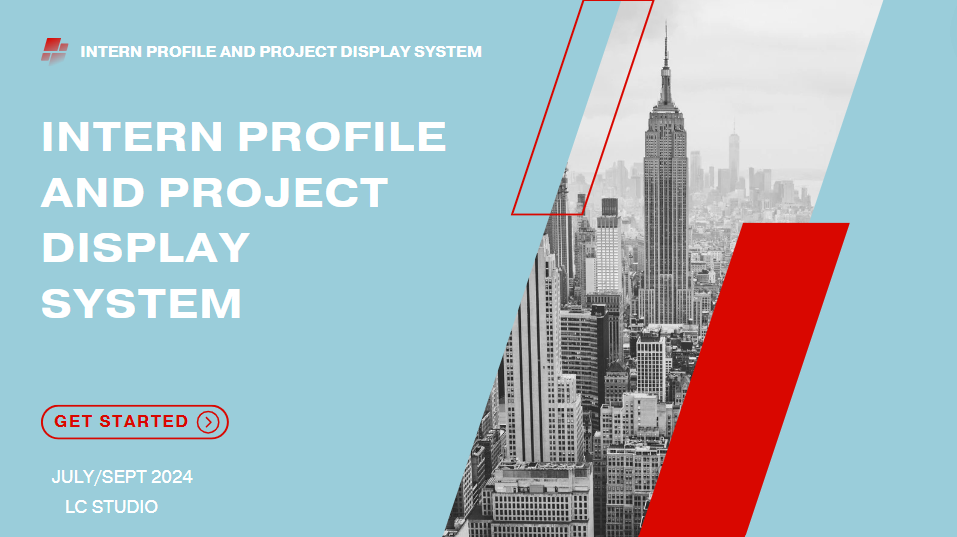 INTERN PROFILE AND PROJECT DISPLAY SYSTEM
INTERN PROFILE
AND PROJECT
DISPLAY
SYSTEM
GET STARTED
JULY/SEPT 2024
LC STUDIO